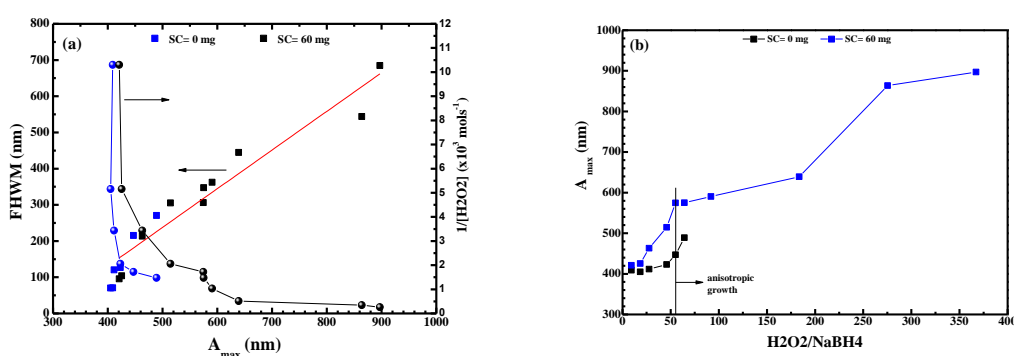 (a)
SC= 0 mg
SC= 60 mg
FHWM (nm)
800
700
600
500
400
300
200
100
0
12
11
10
9
8
7
6
5
4
3
2
1
0
1/[H2O2] (x10³ mols⁻¹)
300 400 500 600 700 800 900 1000
A_max (nm)
(b)
SC= 0 mg
SC= 60 mg
A_max (nm)
1000
900
800
700
600
500
400
300
anisotropic
growth
0 50 100 150 200 250 300 350 400
H2O2/NaBH4